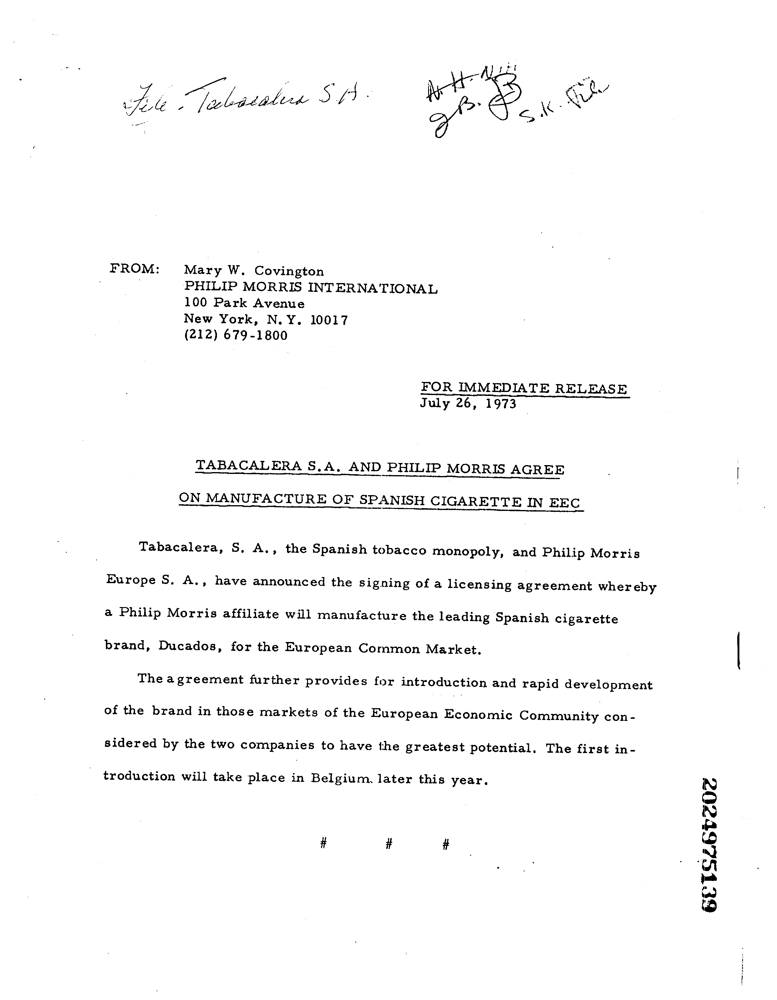 File - Tabacalera S A.
S.K. File
FROM: Mary W. Covington
PHILIP MORRIS INTERNATIONAL
100 Park Avenue
New York, N.Y. 10017
(212) 679-1800
FOR IMMEDIATE RELEASE
July 26, 1973
TABACALERA S.A. AND PHILIP MORRIS AGREE
ON MANUFACTURE OF SPANISH CIGARETTE IN EEC
Tabacalera, S. A., the Spanish tobacco monopoly, and Philip Morris
Europe S. A., have announced the signing of a licensing agreement whereby
a Philip Morris affiliate will manufacture the leading Spanish cigarette
brand, Ducados, for the European Common Market.
The agreement further provides for introduction and rapid development
of the brand in those markets of the European Economic Community con-
sidered by the two companies to have the greatest potential. The first in-
troduction will take place in Belgium. later this year.
# # #
2024975139